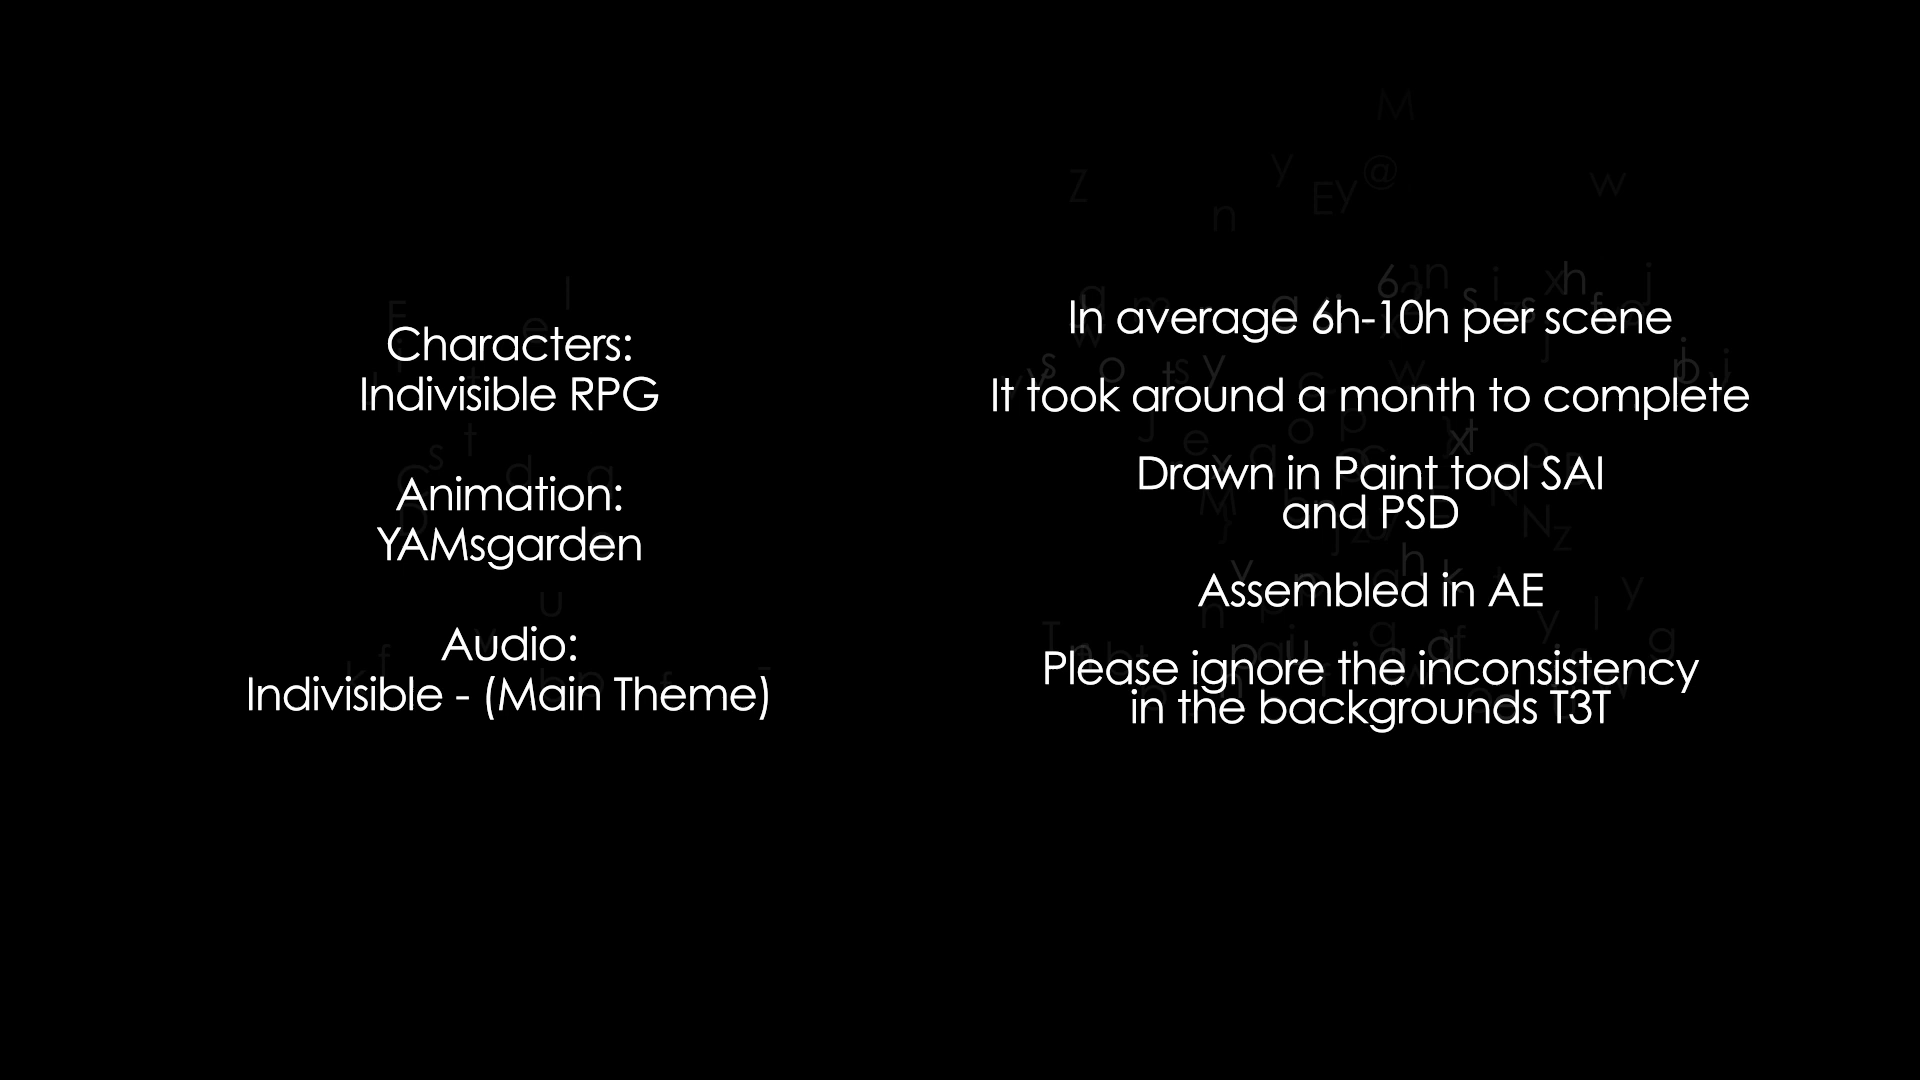 Characters:
Indivisible RPG
Animation:
YAMsgarden
Audio:
Indivisible - (Main Theme)
In average 6h-10h per scene
It took around a month to complete
Drawn in Paint tool SAI
and PSD
Assembled in AE
Please ignore the inconsistency
in the backgrounds T3T